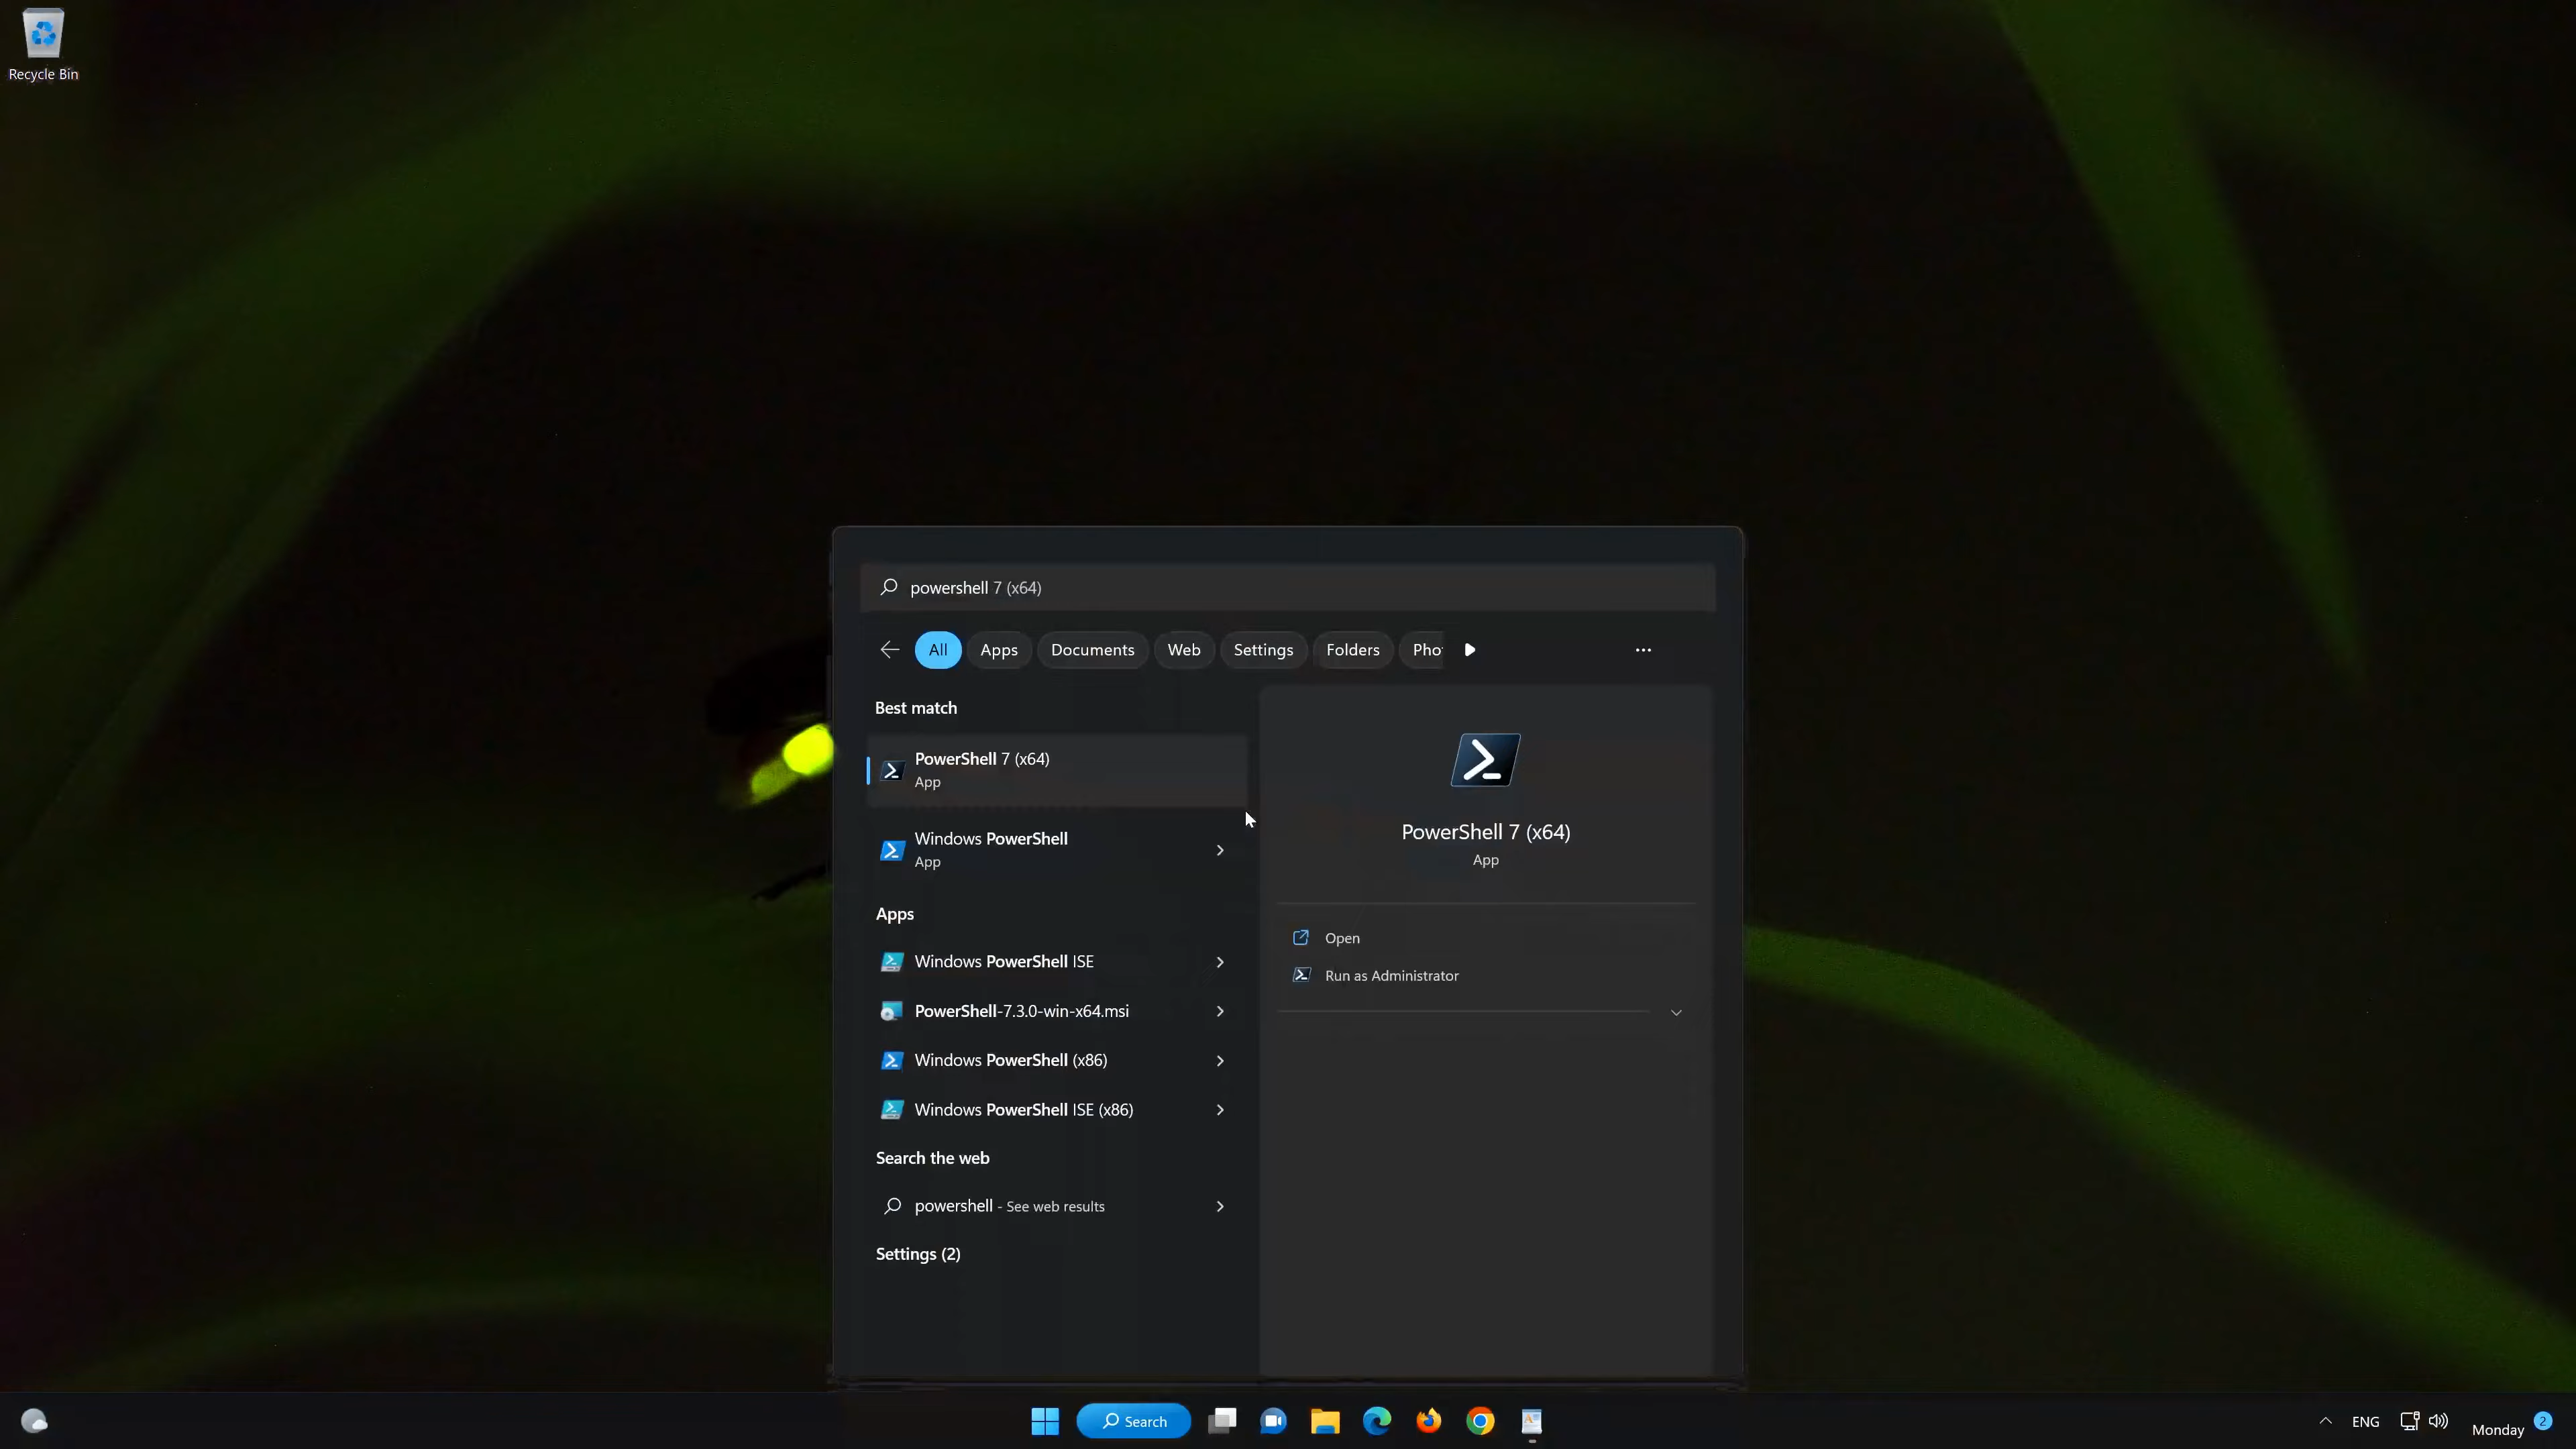 Recycle Bin
powershell 7 (x64)
All Apps Documents Web Settings Folders Pho
Best match
PowerShell 7 (x64)
App
Windows PowerShell
App
Apps
Windows PowerShell ISE
PowerShell-7.3.0-win-x64.msi
Windows PowerShell (x86)
Windows PowerShell ISE (x86)
Search the web
powershell - See web results
Settings (2)
PowerShell 7 (x64)
App
Open
Run as Administrator
Search
ENG
Monday
2